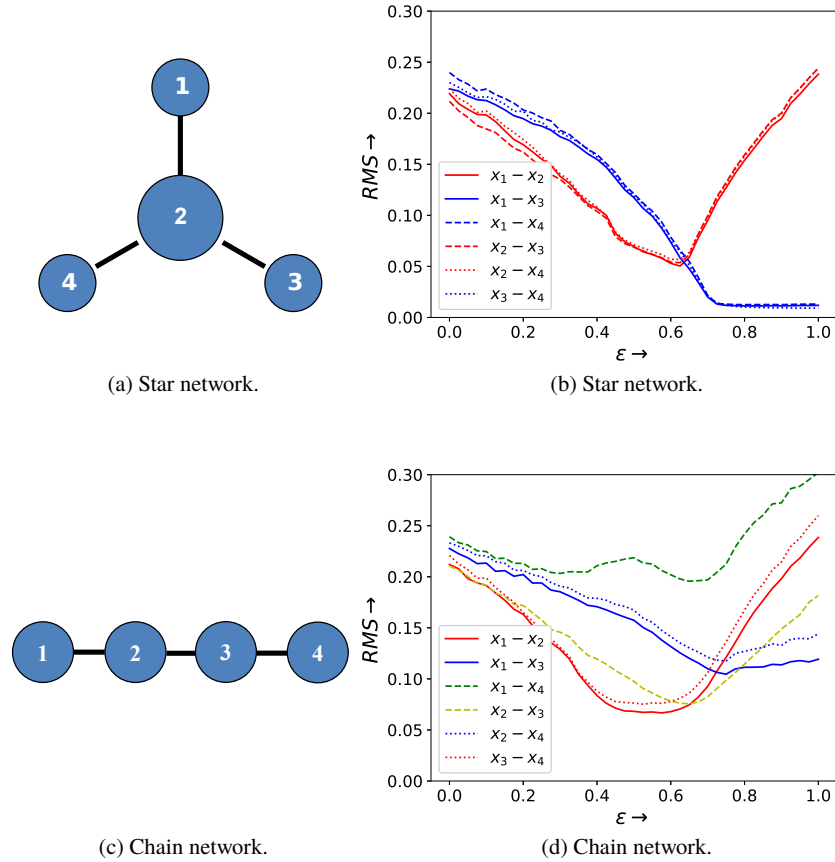 1
2
4
3
0.30
0.25
0.20
0.15
0.10
0.05
0.00
RMS→
x₁ − x₂
x₁ − x₃
x₁ − x₄
x₂ − x₃
x₂ − x₄
x₃ − x₄
0.0 0.2 0.4 0.6 0.8 1.0
ε→
(a) Star network.
(b) Star network.
1 2 3 4
0.30
0.25
0.20
0.15
0.10
0.05
0.00
RMS→
x₁ − x₂
x₁ − x₃
x₁ − x₄
x₂ − x₃
x₂ − x₄
x₃ − x₄
0.0 0.2 0.4 0.6 0.8 1.0
ε→
(c) Chain network.
(d) Chain network.